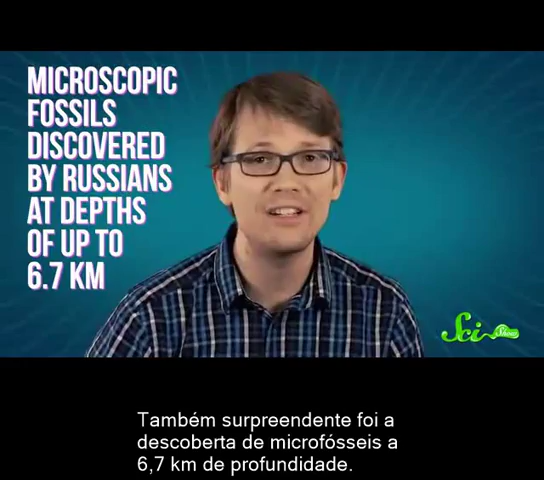 MICROSCOPIC
FOSSILS
DISCOVERED
BY RUSSIANS
AT DEPTHS
OF UP TO
6.7 KM
Sci Show
Também surpreendente foi a
descoberta de microfósseis a
6,7 km de profundidade.